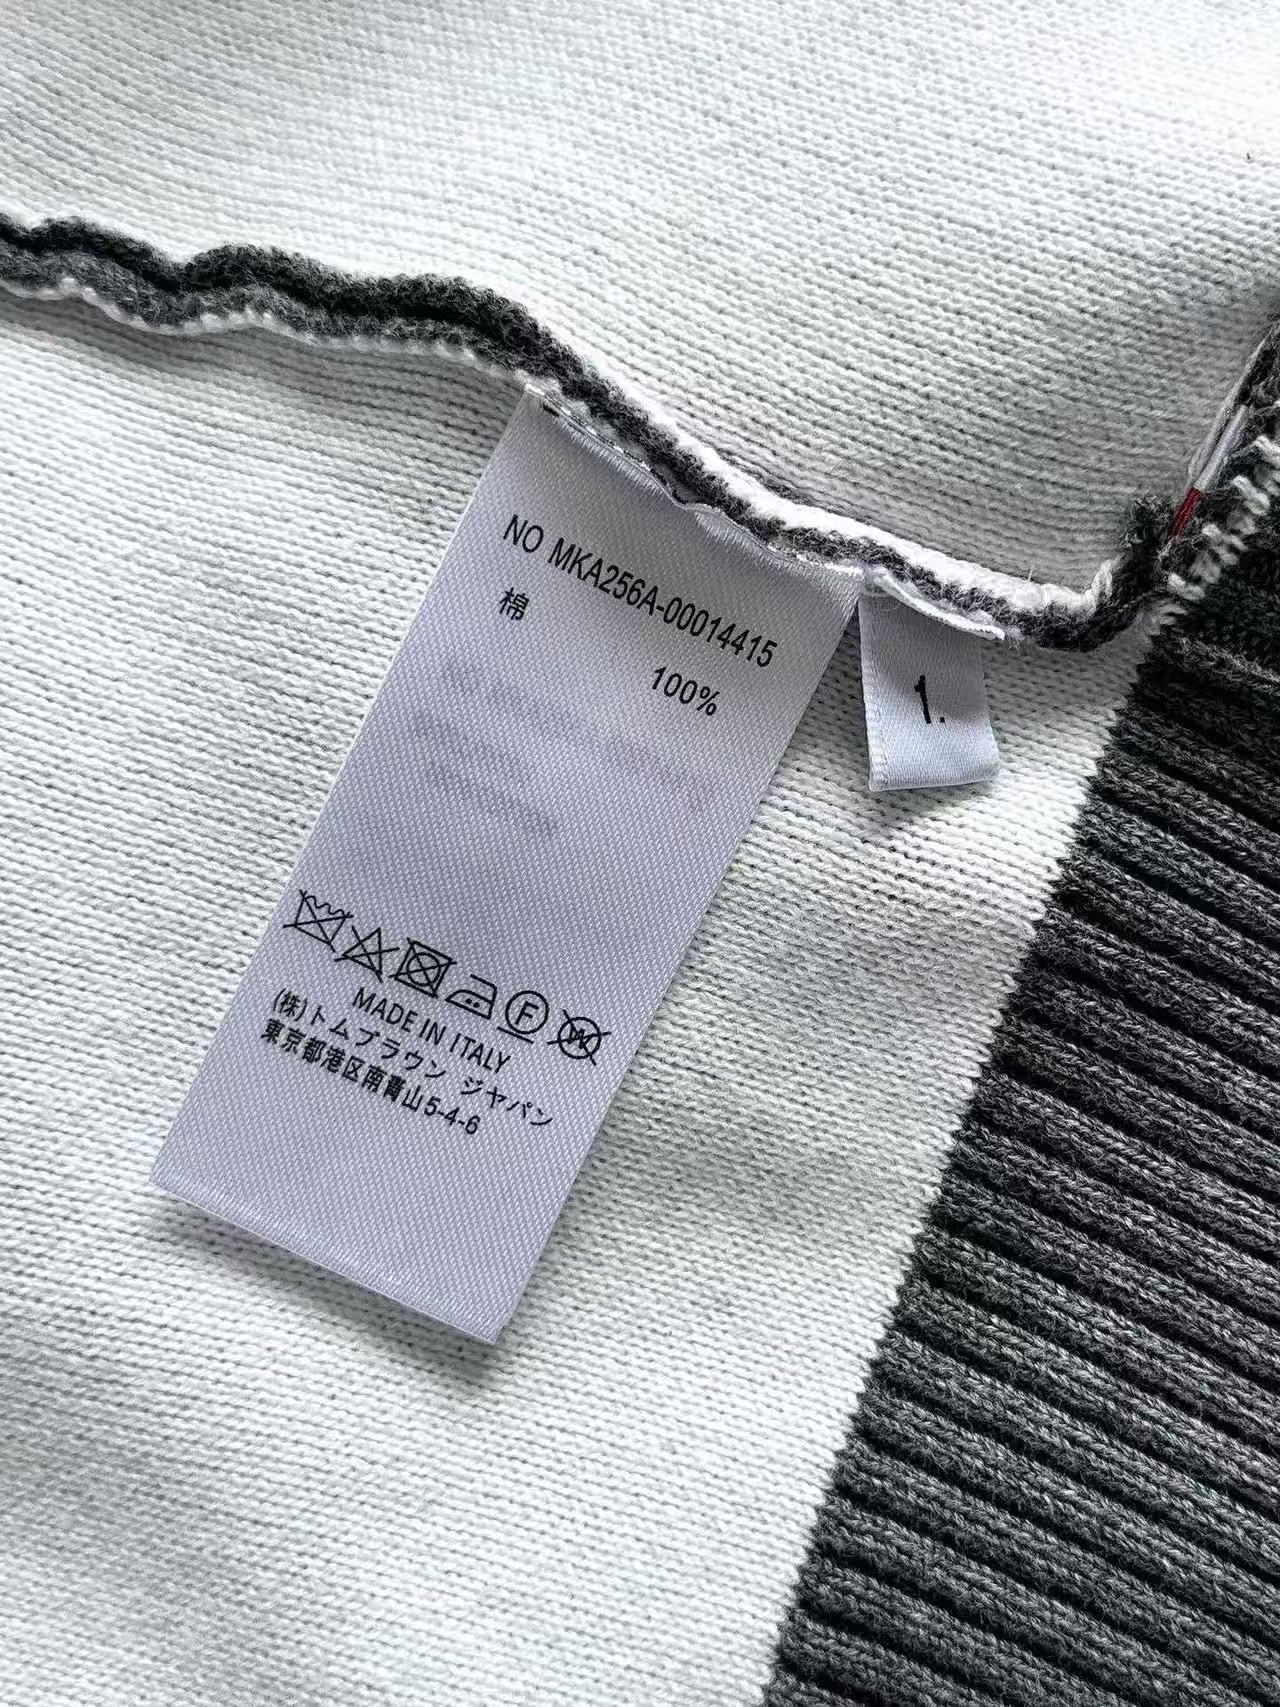 NO MKA256A-00014415
棉
100%
1.
F
W
MADE IN ITALY
(株)トムブラウン ジャパン
東京都港区南青山5-4-6